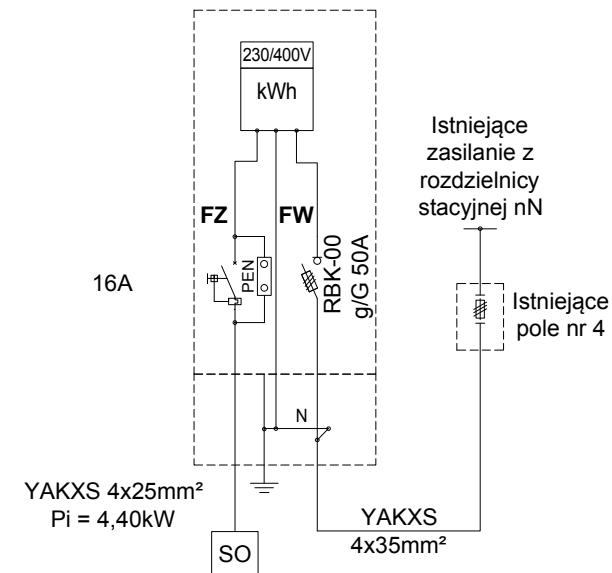 230/400V
kWh
Istniejące
zasilanie z
rozdzielnicy
stacyjnej nN
FZ
FW
PEN
RBK-00
g/G 50A
16A
Istniejące
pole nr 4
N
YAKXS 4x25mm²
Pi = 4,40kW
YAKXS
4x35mm²
SO